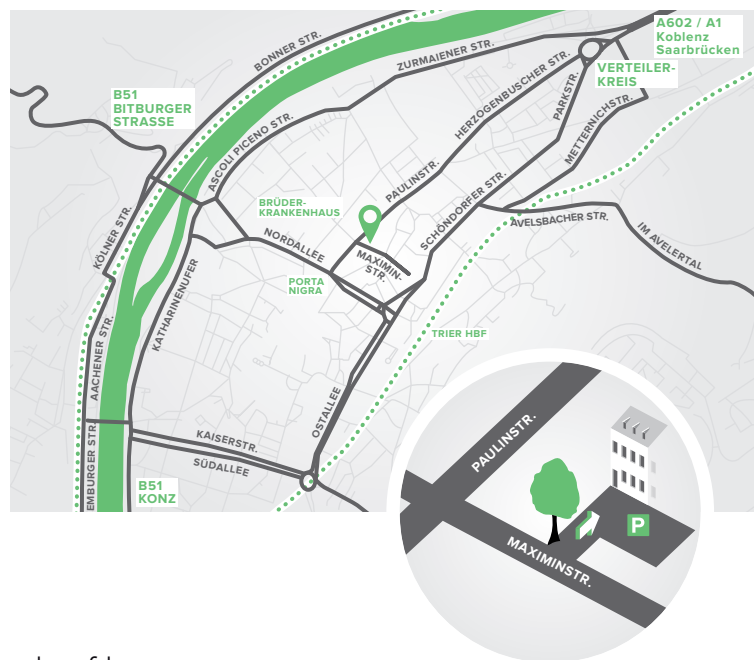 A602 / A1
Koblenz
Saarbrücken
BONNER STR.
ZURMAIENER STR.
VERTEILER-
KREIS
B51
BITBURGER
STRASSE
HERZOGENBUSCHER STR.
PARKSTR.
METTERNICHSTR.
ASCOLI PICENO STR.
PAULINSTR.
BRÜDER-
KRANKENHAUS
SCHÖNDORFER STR.
AVELSBACHER STR.
IM AVELERTAL
KÖLNER STR.
NORDALLEE
MAXIMIN-
STR.
PORTA
NIGRA
KATHARINENUFER
TRIER HBF
AACHENER STR.
OSTALLEE
KAISERSTR.
SÜDALLEE
EMBURGER STR.
B51
KONZ
PAULINSTR.
P
MAXIMINSTR.